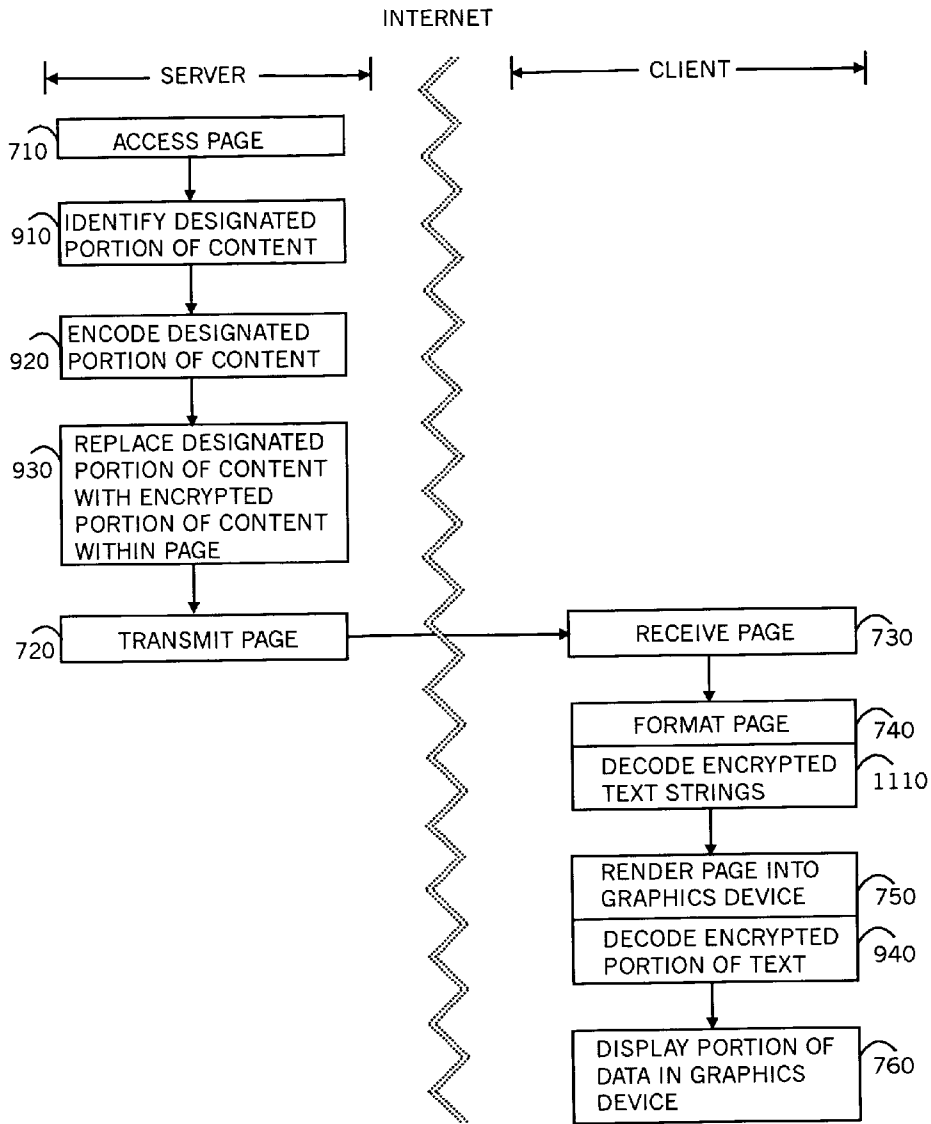 INTERNET
SERVER
CLIENT
710
ACCESS PAGE
910
IDENTIFY DESIGNATED
PORTION OF CONTENT
920
ENCODE DESIGNATED
PORTION OF CONTENT
930
REPLACE DESIGNATED
PORTION OF CONTENT
WITH ENCRYPTED
PORTION OF CONTENT
WITHIN PAGE
720
TRANSMIT PAGE
RECEIVE PAGE
730
FORMAT PAGE
740
DECODE ENCRYPTED
TEXT STRINGS
1110
RENDER PAGE INTO
GRAPHICS DEVICE
750
DECODE ENCRYPTED
PORTION OF TEXT
940
DISPLAY PORTION OF
DATA IN GRAPHICS
DEVICE
760